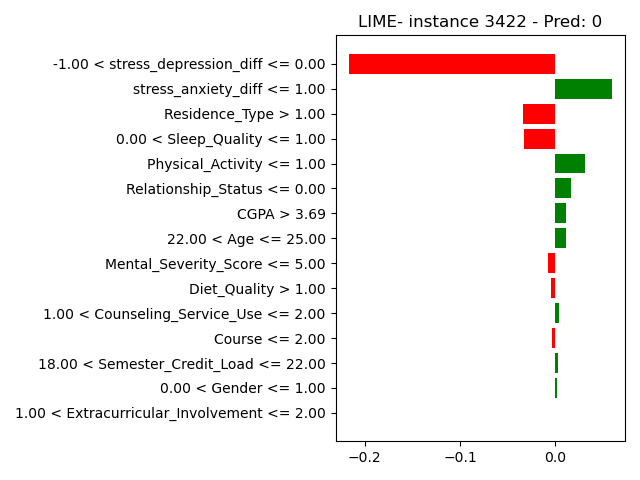 LIME- instance 3422 - Pred: 0
-1.00 < stress_depression_diff <= 0.00
stress_anxiety_diff <= 1.00
Residence_Type > 1.00
0.00 < Sleep_Quality <= 1.00
Physical_Activity <= 1.00
Relationship_Status <= 0.00
CGPA > 3.69
22.00 < Age <= 25.00
Mental_Severity_Score <= 5.00
Diet_Quality > 1.00
1.00 < Counseling_Service_Use <= 2.00
Course <= 2.00
18.00 < Semester_Credit_Load <= 22.00
0.00 < Gender <= 1.00
1.00 < Extracurricular_Involvement <= 2.00
−0.2 −0.1 0.0